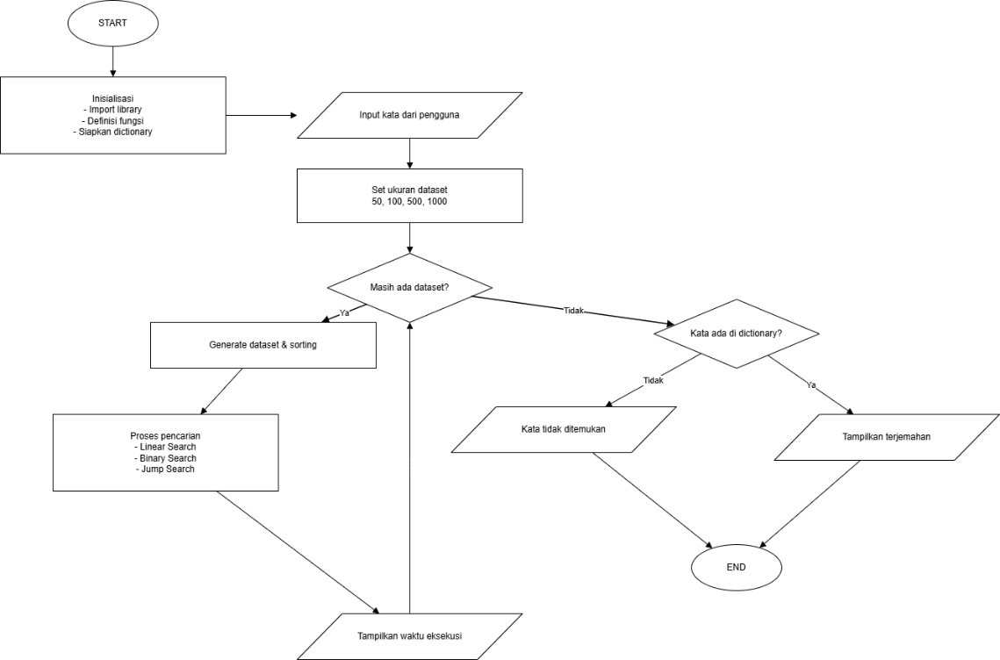 START
Inisialisasi
- Import library
- Definisi fungsi
- Siapkan dictionary
Input kata dari pengguna
Set ukuran dataset
50, 100, 500, 1000
Masih ada dataset?
Ya
Tidak
Generate dataset & sorting
Kata ada di dictionary?
Tidak
Ya
Proses pencarian
- Linear Search
- Binary Search
- Jump Search
Kata tidak ditemukan
Tampilkan terjemahan
END
Tampilkan waktu eksekusi